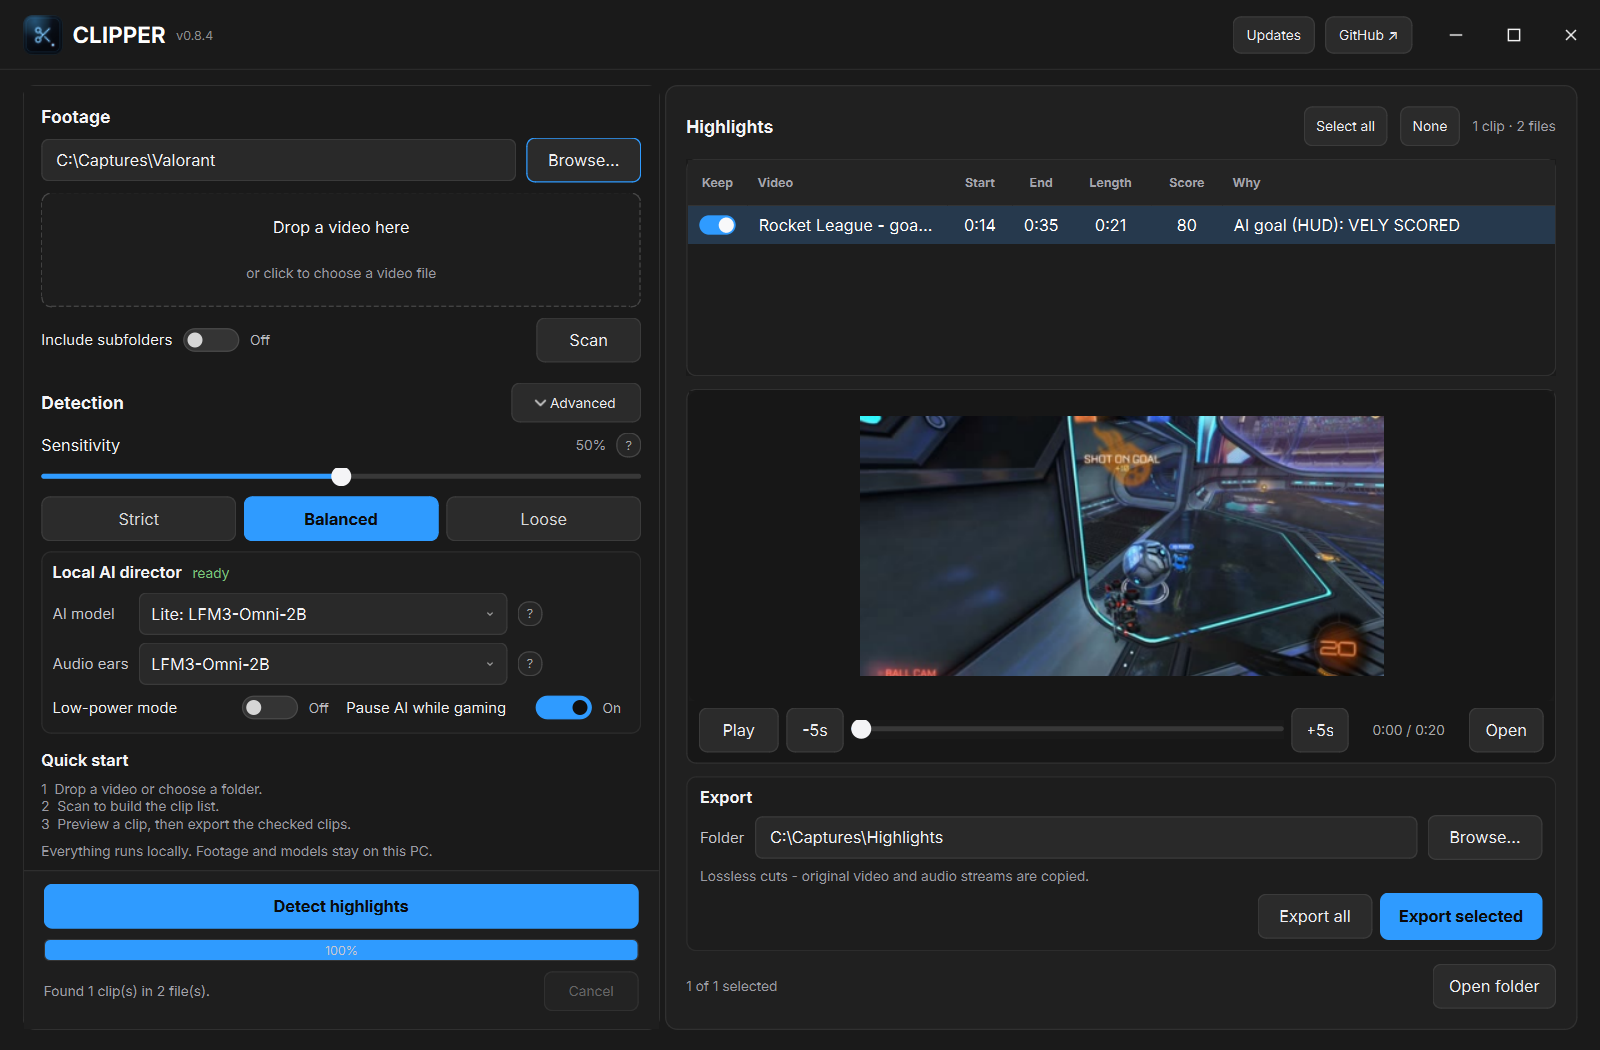 CLIPPER v0.8.4
Updates
GitHub ↗
Footage
C:\Captures\Valorant
Browse...
Drop a video here
or click to choose a video file
Include subfolders
Off
Scan
Detection
Advanced
Sensitivity
50%
?
Strict
Balanced
Loose
Local AI director ready
AI model
Lite: LFM3-Omni-2B
?
Audio ears
LFM3-Omni-2B
?
Low-power mode
Off
Pause AI while gaming
On
Quick start
1 Drop a video or choose a folder.
2 Scan to build the clip list.
3 Preview a clip, then export the checked clips.
Everything runs locally. Footage and models stay on this PC.
Detect highlights
100%
Found 1 clip(s) in 2 file(s).
Cancel
Highlights
Select all
None
1 clip · 2 files
Keep Video Start End Length Score Why
Rocket League - goa... 0:14 0:35 0:21 80 AI goal (HUD): VELY SCORED
SHOT ON GOAL
+10
20
BALL CAM
Play
-5s
+5s
0:00 / 0:20
Open
Export
Folder
C:\Captures\Highlights
Browse...
Lossless cuts - original video and audio streams are copied.
Export all
Export selected
1 of 1 selected
Open folder